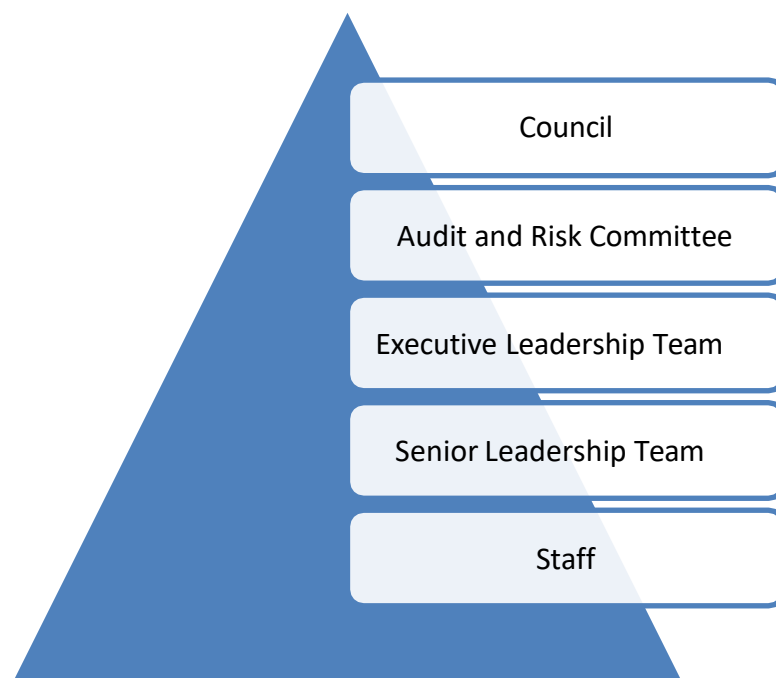 Council
Audit and Risk Committee
Executive Leadership Team
Senior Leadership Team
Staff